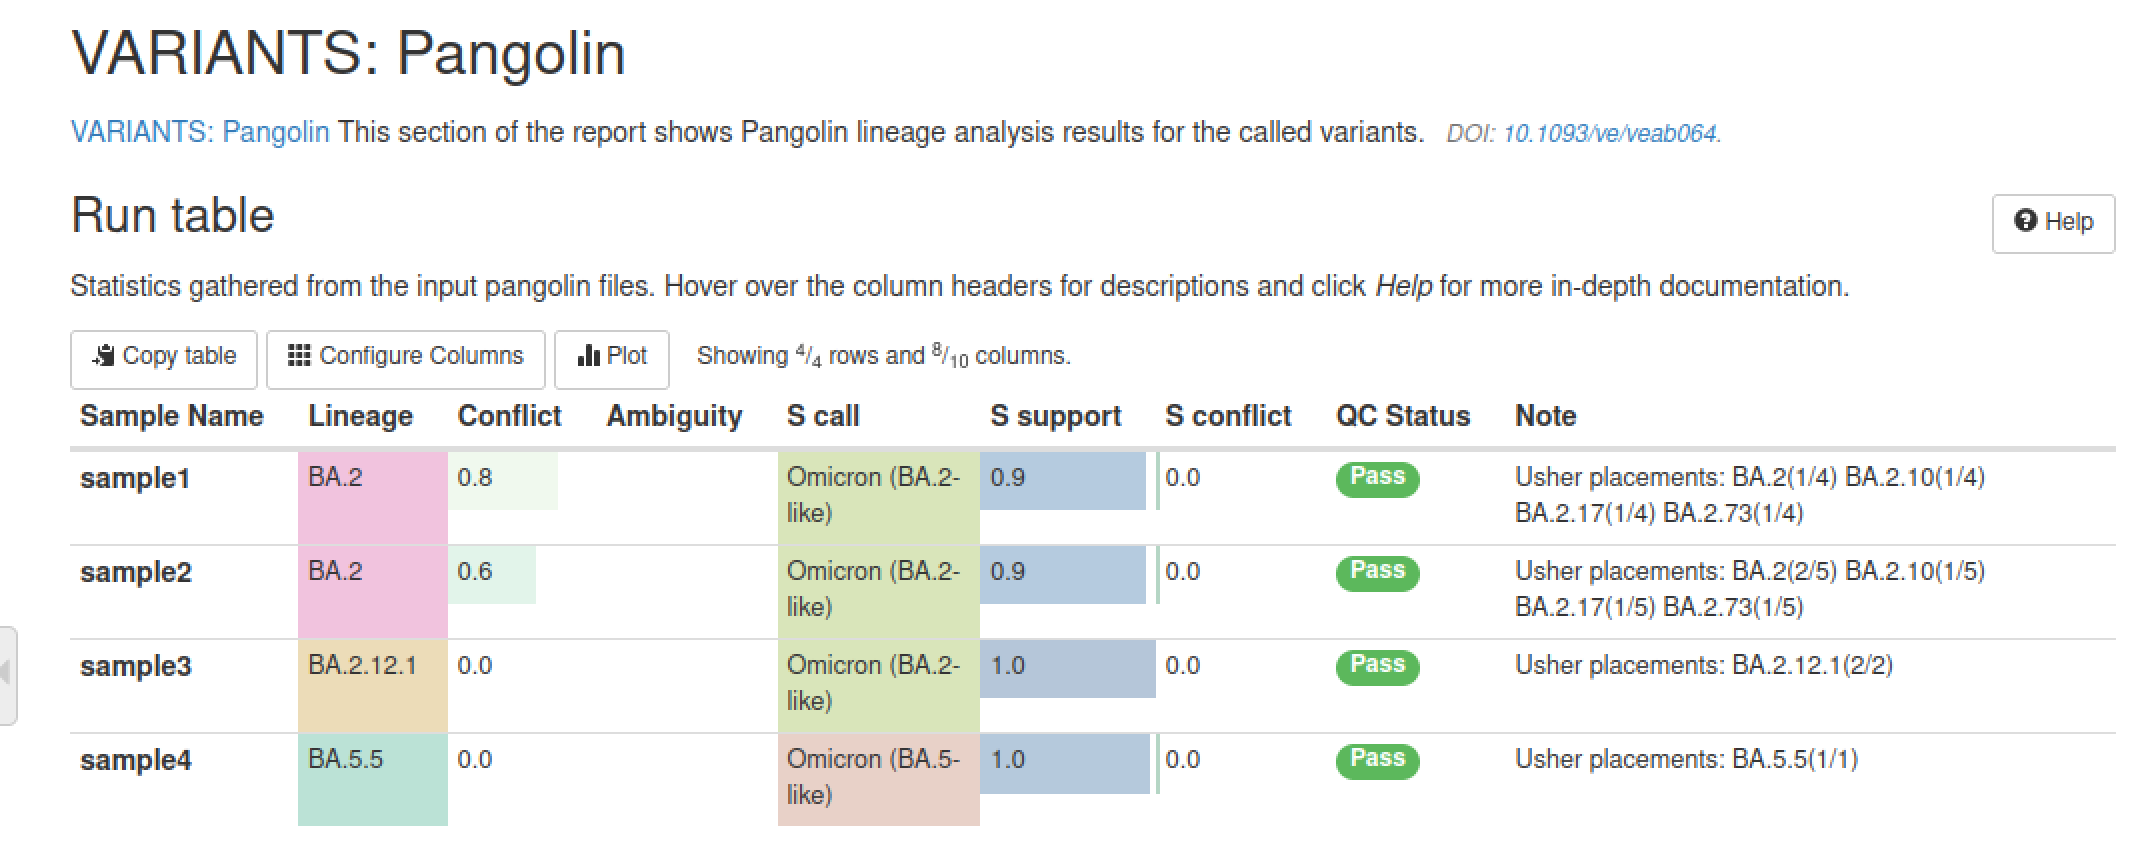 VARIANTS: Pangolin
VARIANTS: Pangolin This section of the report shows Pangolin lineage analysis results for the called variants. DOI: 10.1093/ve/veab064.
Run table
Help
Statistics gathered from the input pangolin files. Hover over the column headers for descriptions and click Help for more in-depth documentation.
Copy table Configure Columns Plot Showing 4/4 rows and 8/10 columns.
Sample Name Lineage Conflict Ambiguity S call S support S conflict QC Status Note
sample1 BA.2 0.8 Omicron (BA.2- 0.9 0.0 Pass Usher placements: BA.2(1/4) BA.2.10(1/4)
like) BA.2.17(1/4) BA.2.73(1/4)
sample2 BA.2 0.6 Omicron (BA.2- 0.9 0.0 Pass Usher placements: BA.2(2/5) BA.2.10(1/5)
like) BA.2.17(1/5) BA.2.73(1/5)
sample3 BA.2.12.1 0.0 Omicron (BA.2- 1.0 0.0 Pass Usher placements: BA.2.12.1(2/2)
like)
sample4 BA.5.5 0.0 Omicron (BA.5- 1.0 0.0 Pass Usher placements: BA.5.5(1/1)
like)